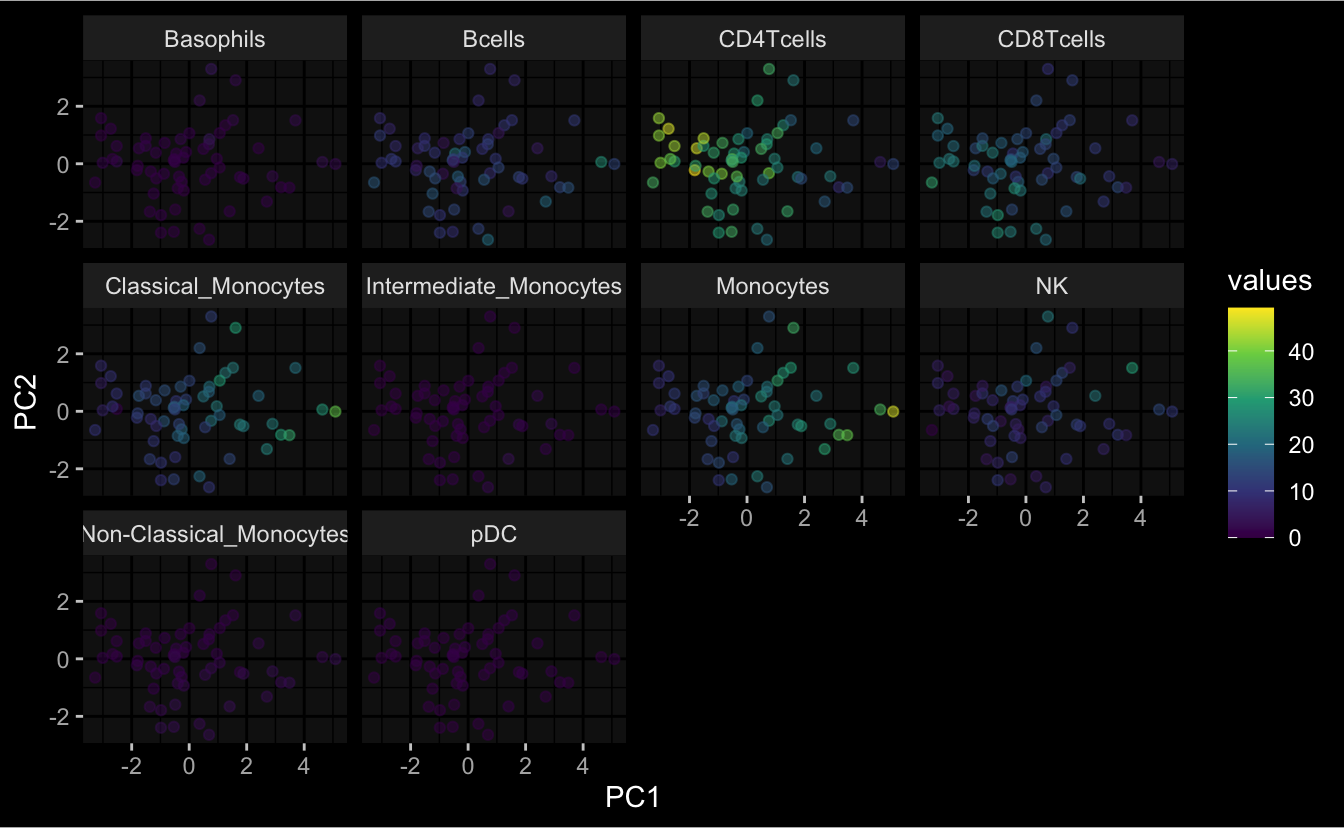 Basophils
Bcells
CD4Tcells
CD8Tcells
2
0
-2
Classical_Monocytes
Intermediate_Monocytes
Monocytes
NK
2
0
-2
-2 0 2 4
-2 0 2 4
Non-Classical_Monocytes
pDC
2
0
-2
-2 0 2 4
-2 0 2 4
PC1
PC2
values
40
30
20
10
0